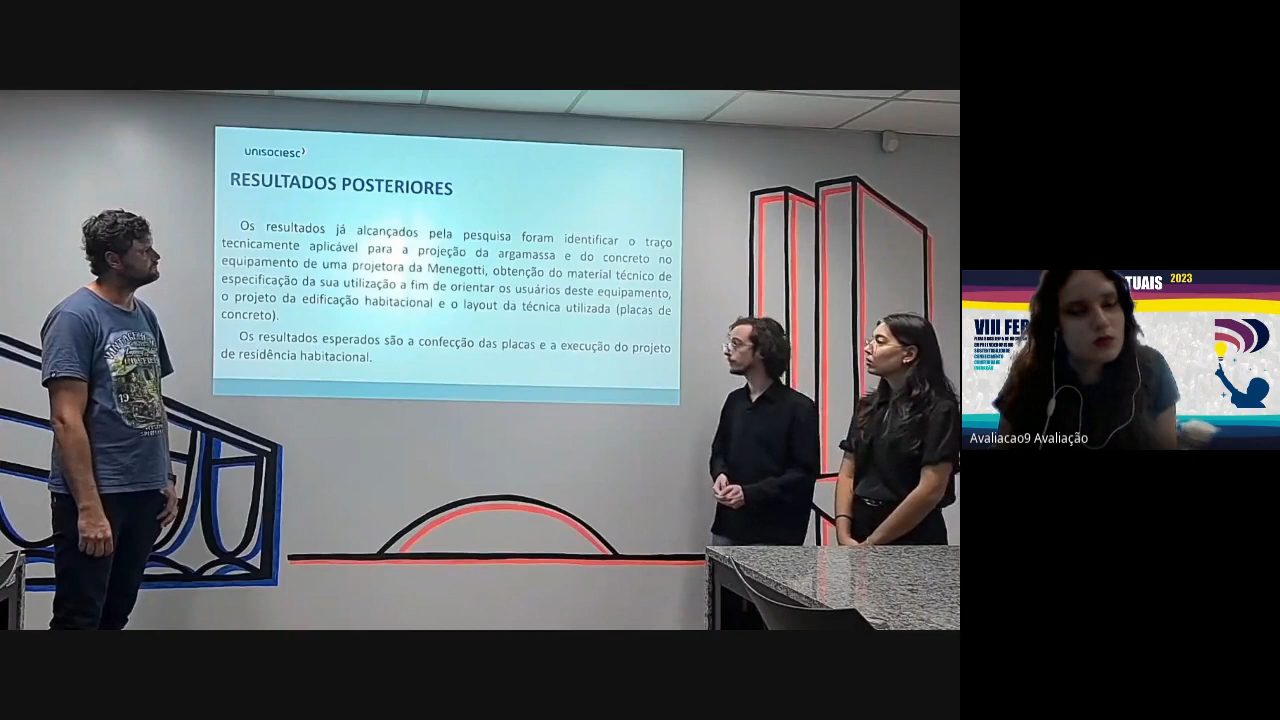 unisociesc
RESULTADOS POSTERIORES
Os resultados já alcançados pela pesquisa foram identificar o traço
tecnicamente aplicável para a projeção da argamassa e do concreto no
equipamento de uma projetora da Menegotti, obtenção do material técnico de
especificação da sua utilização a fim de orientar os usuários deste equipamento,
o projeto da edificação habitacional e o layout da técnica utilizada (placas de
concreto).
Os resultados esperados são a confecção das placas e a execução do projeto
de residência habitacional.
19
TUAIS 2023
VIII FER
Avaliacao9 Avaliação